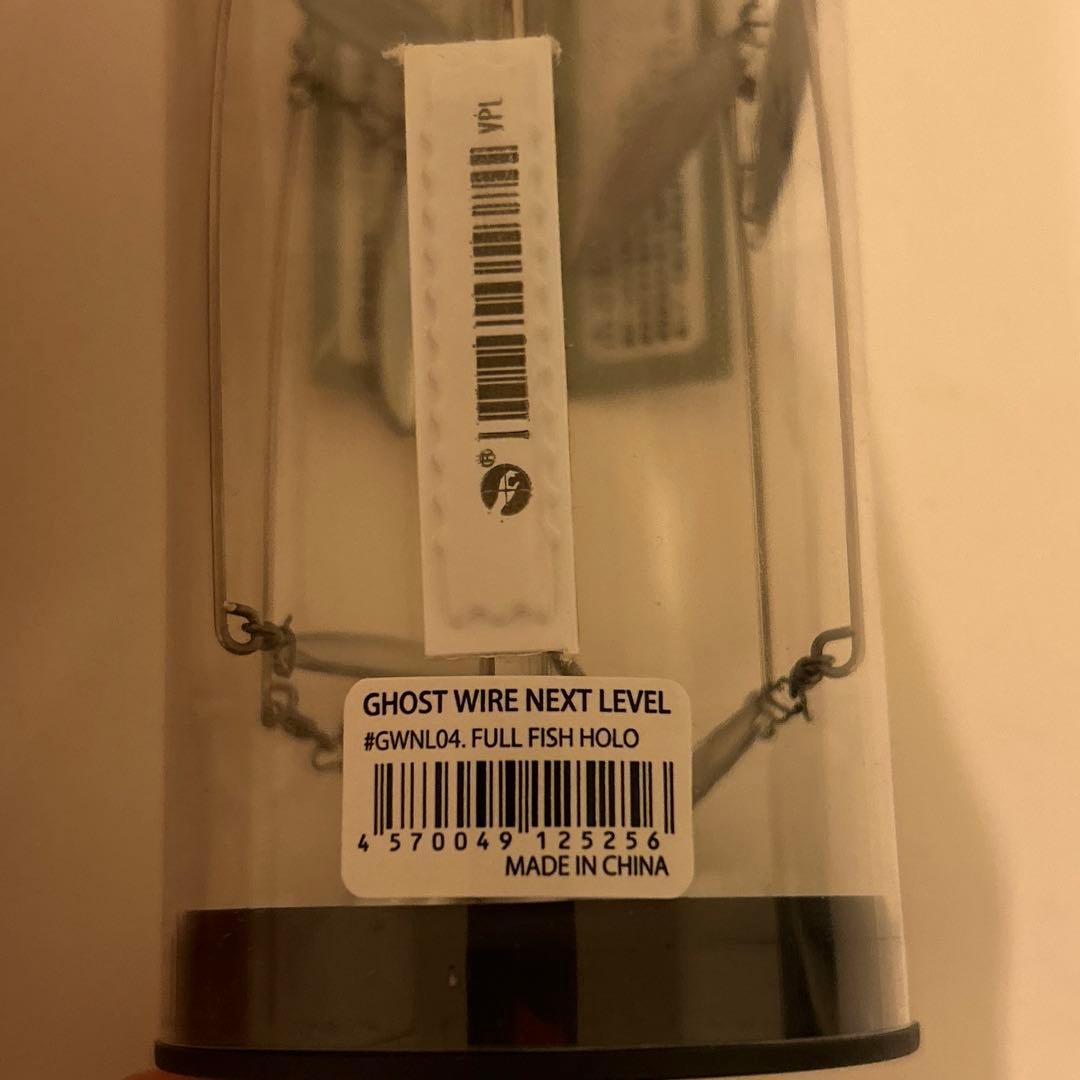 VPL
®
GHOST WIRE NEXT LEVEL
#GWNL04. FULL FISH HOLO
4 570049 125256
MADE IN CHINA